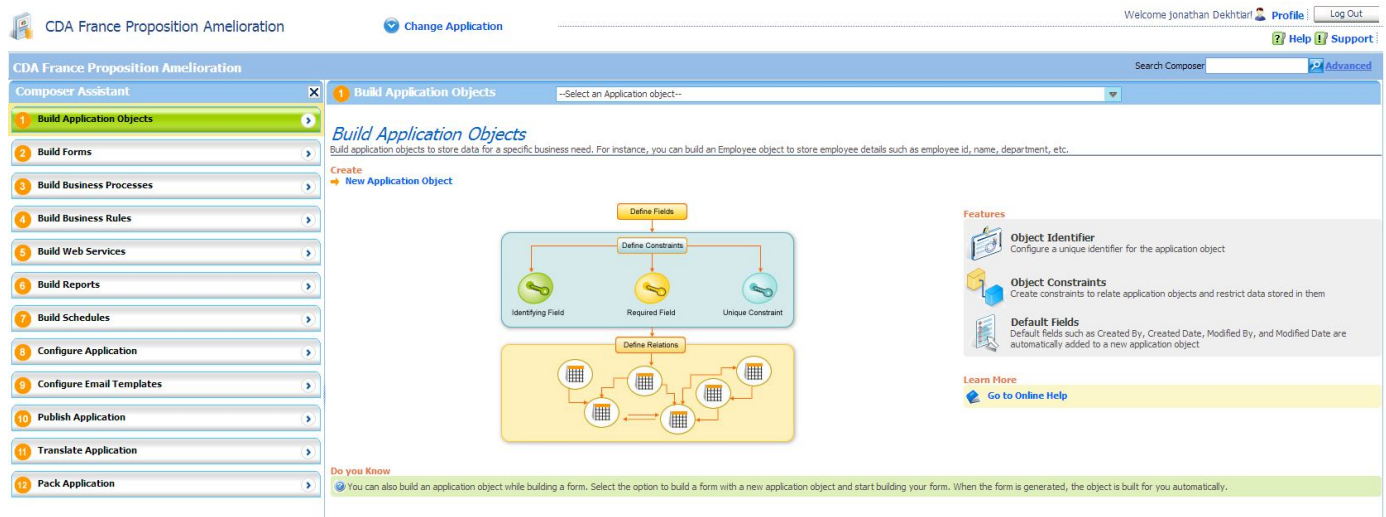 CDA France Proposition Amelioration
Change Application
Welcome jonathan Dekhtiar!
Profile
Log Out
Help
Support
CDA France Proposition Amelioration
Search Composer
Advanced
Composer Assistant
1 Build Application Objects
2 Build Forms
3 Build Business Processes
4 Build Business Rules
5 Build Web Services
6 Build Reports
7 Build Schedules
8 Configure Application
9 Configure Email Templates
10 Publish Application
11 Translate Application
12 Pack Application
1 Build Application Objects
--Select an Application object--
Build Application Objects
Build application objects to store data for a specific business need. For instance, you can build an Employee object to store employee details such as employee id, name, department, etc.
Create
New Application Object
Define Fields
Define Constraints
Identifying Field
Required Field
Unique Constraint
Define Relations
Features
Object Identifier
Configure a unique identifier for the application object
Object Constraints
Create constraints to relate application objects and restrict data stored in them
Default Fields
Default fields such as Created By, Created Date, Modified By, and Modified Date are
automatically added to a new application object
Learn More
Go to Online Help
Do you Know
You can also build an application object while building a form. Select the option to build a form with a new application object and start building your form. When the form is generated, the object is built for you automatically.